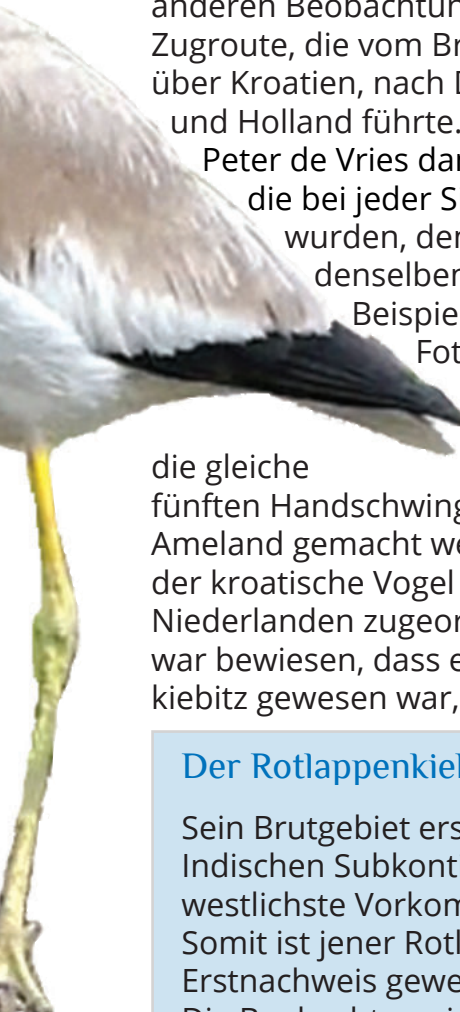 anderen Beobachtun
Zugroute, die vom Br
über Kroatien, nach D
und Holland führte.
Peter de Vries dar
die bei jeder S
wurden, der
denselben
Beispie
Fot
die gleiche
fünften Handschwing
Ameland gemacht we
der kroatische Vogel
Niederlanden zugeor
war bewiesen, dass e
kiebitz gewesen war,
Der Rotlappenkie
Sein Brutgebiet ers
Indischen Subkont
westlichste Vorkom
Somit ist jener Rotl
Erstnachweis gewe